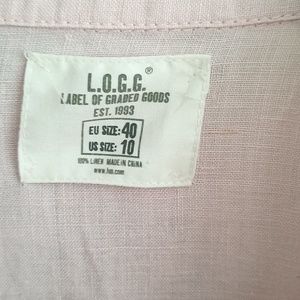 L.O.G.G.®
LABEL OF GRADED GOODS
EST. 1993
EU SIZE: 40
US SIZE: 10
100% LINEN MADE IN CHINA
www.hm.com